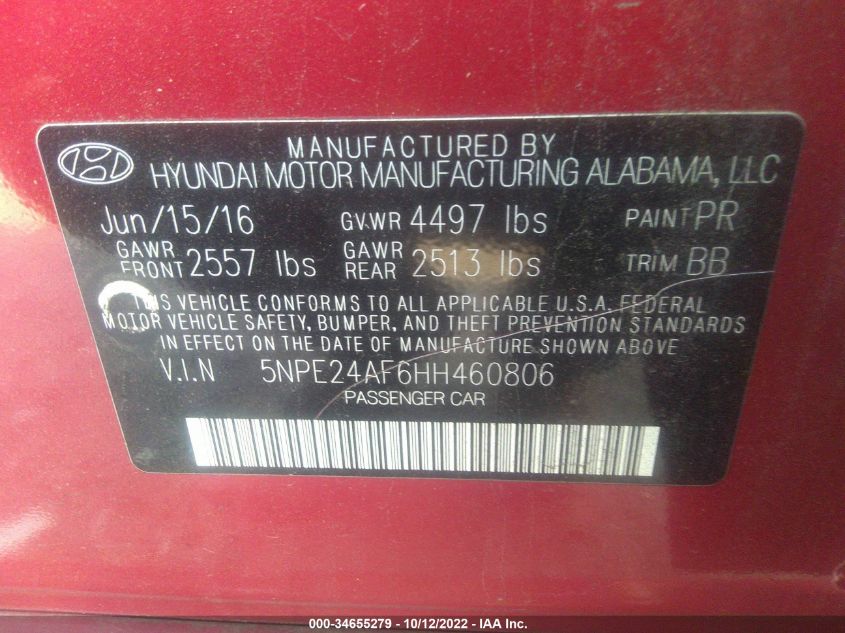 MANUFACTURED BY
HYUNDAI MOTOR MANUFACTURING ALABAMA, LLC
Jun/15/16 GVWR 4497 lbs PAINT PR
GAWR FRONT 2557 lbs GAWR REAR 2513 lbs TRIM BB
THIS VEHICLE CONFORMS TO ALL APPLICABLE U.S.A. FEDERAL
MOTOR VEHICLE SAFETY, BUMPER, AND THEFT PREVENTION STANDARDS
IN EFFECT ON THE DATE OF MANUFACTURE SHOWN ABOVE.
V.I.N 5NPE24AF6HH460806
PASSENGER CAR
000-34655279 - 10/12/2022 - IAA Inc.